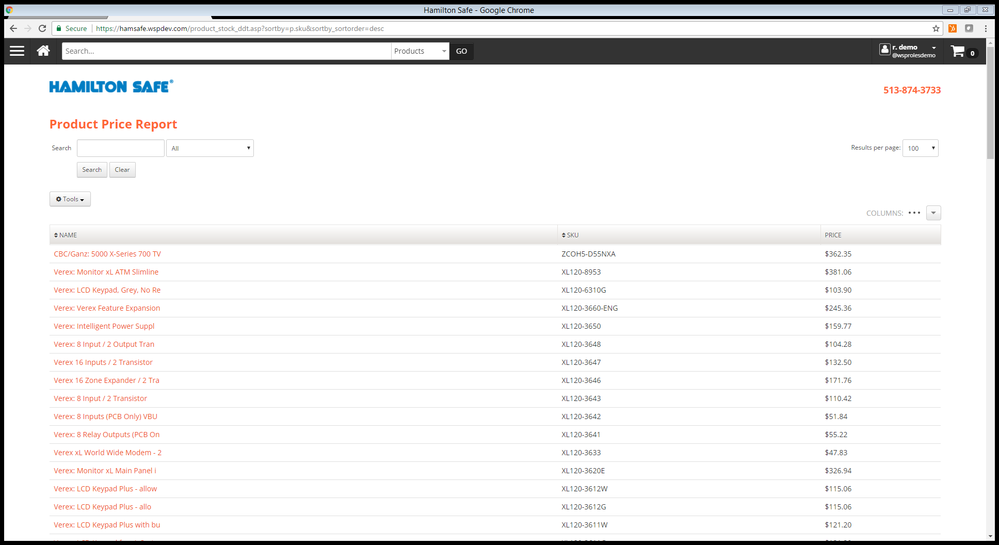 Hamilton Safe - Google Chrome
Secure https://hamsafe.wspdev.com/product_stock_ddt.asp?sortby=p.sku&sortby_sortorder=desc
Search... Products GO r. demo
@wsprolesdemo 0
HAMILTON SAFE®
513-874-3733
Product Price Report
Search All Results per page: 100
Search Clear
Tools
COLUMNS: •••
NAME SKU PRICE
CBC/Ganz: 5000 X-Series 700 TV ZCOH5-D55NXA $362.35
Verex: Monitor xL ATM Slimline XL120-8953 $381.06
Verex: LCD Keypad, Grey, No Re XL120-6310G $103.90
Verex: Verex Feature Expansion XL120-3660-ENG $245.36
Verex: Intelligent Power Suppl XL120-3650 $159.77
Verex: 8 Input / 2 Output Tran XL120-3648 $104.28
Verex 16 Inputs / 2 Transistor XL120-3647 $132.50
Verex 16 Zone Expander / 2 Tra XL120-3646 $171.76
Verex: 8 Input / 2 Transistor XL120-3643 $110.42
Verex: 8 Inputs (PCB Only) VBU XL120-3642 $51.84
Verex: 8 Relay Outputs (PCB On XL120-3641 $55.22
Verex xL World Wide Modem - 2 XL120-3633 $47.83
Verex: Monitor xL Main Panel i XL120-3620E $326.94
Verex: LCD Keypad Plus - allow XL120-3612W $115.06
Verex: LCD Keypad Plus - allo XL120-3612G $115.06
Verex: LCD Keypad Plus with bu XL120-3611W $121.20